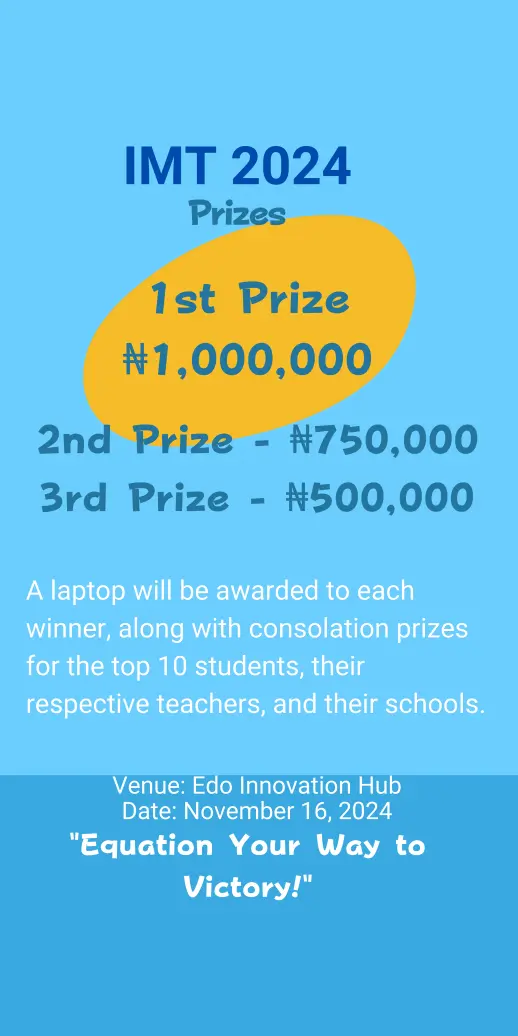 IMT 2024
Prizes
1st Prize
₦1,000,000
2nd Prize - ₦750,000
3rd Prize - ₦500,000
A laptop will be awarded to each
winner, along with consolation prizes
for the top 10 students, their
respective teachers, and their schools.
Venue: Edo Innovation Hub
Date: November 16, 2024
"Equation Your Way to
Victory!"